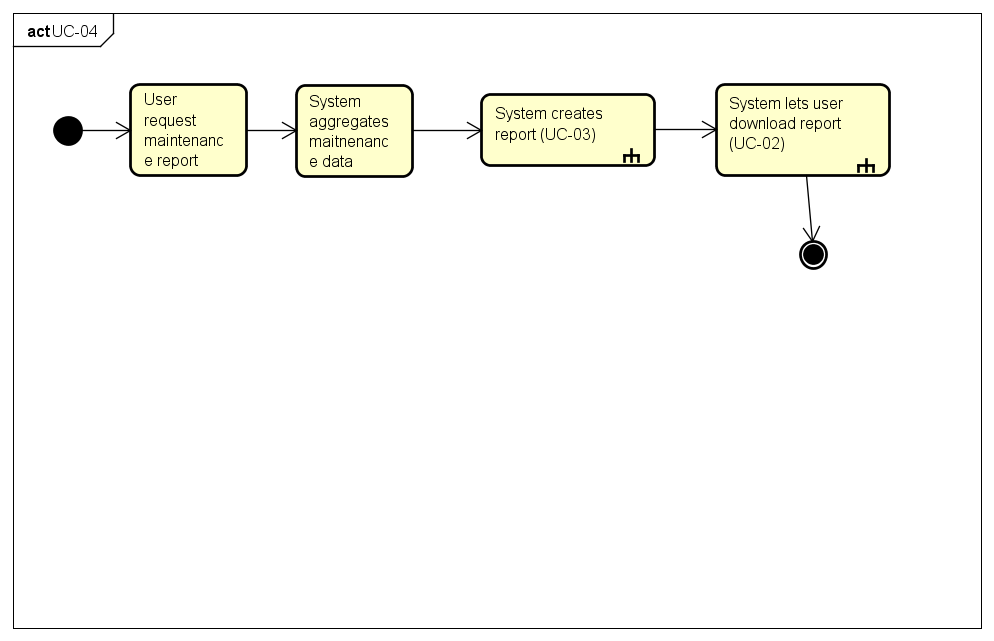 act UC-04
User
request
maintenanc
e report
System
aggregates
maitnenanc
e data
System creates
report (UC-03)
System lets user
download report
(UC-02)